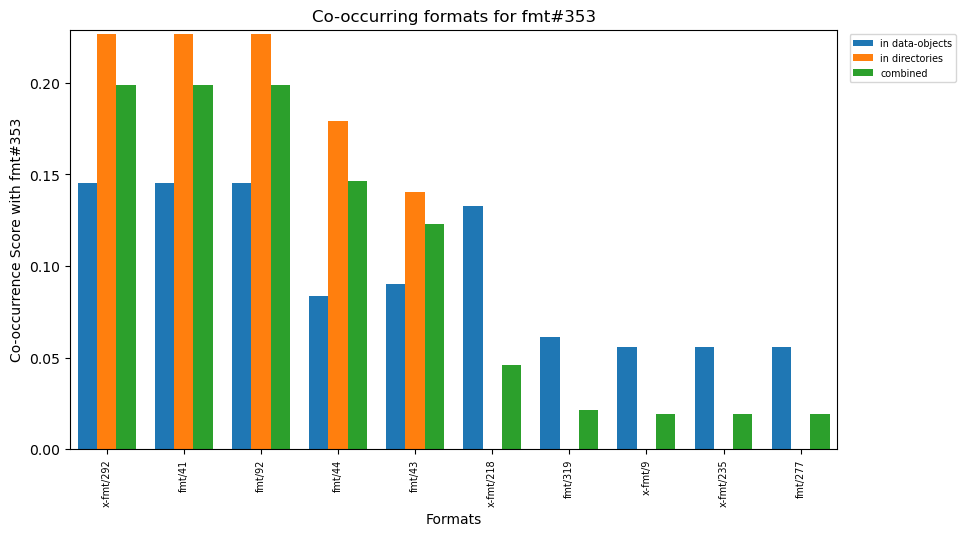 Co-occurring formats for fmt#353
in data-objects
in directories
combined
Co-occurrence Score with fmt#353
0.20
0.15
0.10
0.05
0.00
x-fmt/292
fmt/41
fmt/92
fmt/44
fmt/43
x-fmt/218
fmt/319
x-fmt/9
x-fmt/235
fmt/277
Formats